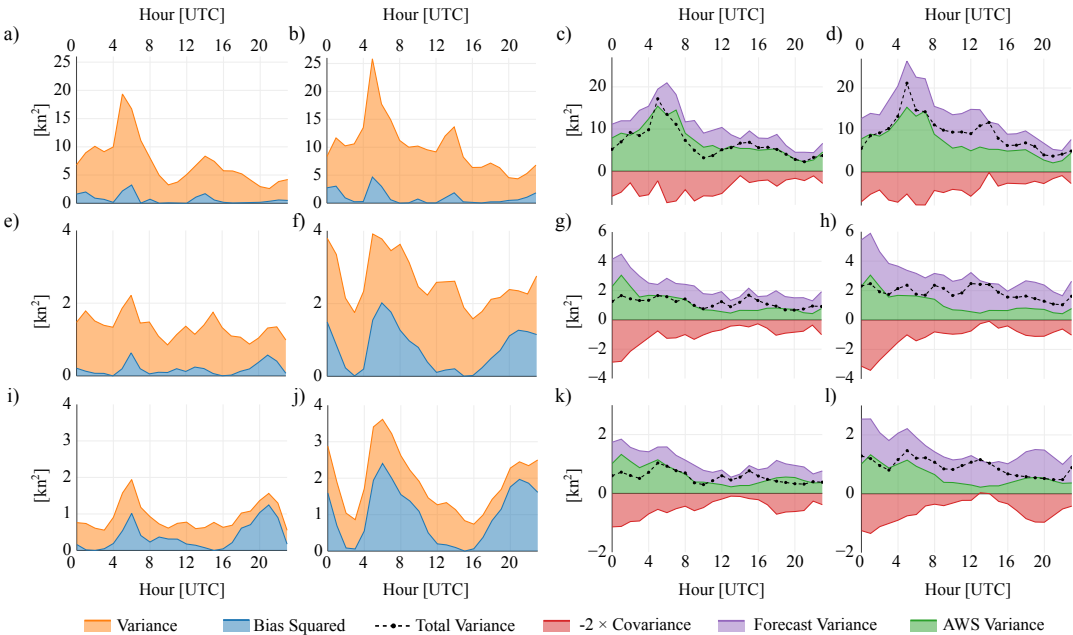 Hour [UTC] Hour [UTC] Hour [UTC] Hour [UTC]
a) b) c) d)
0 4 8 12 16 20 0 4 8 12 16 20 0 4 8 12 16 20 0 4 8 12 16 20
[km²]
25 20 15 10 5 0
25 20 15 10 5 0
20 10 0
20 10 0
e) f) g) h)
[km²]
4 2 0
4 2 0
6 4 2 0 −2 −4
6 4 2 0 −2 −4
i) j) k) l)
[km²]
4 3 2 1 0
4 3 2 1 0
2 0 −2
2 0 −2
0 4 8 12 16 20 0 4 8 12 16 20 0 4 8 12 16 20 0 4 8 12 16 20
Hour [UTC] Hour [UTC] Hour [UTC] Hour [UTC]
Variance Bias Squared Total Variance -2 × Covariance Forecast Variance AWS Variance